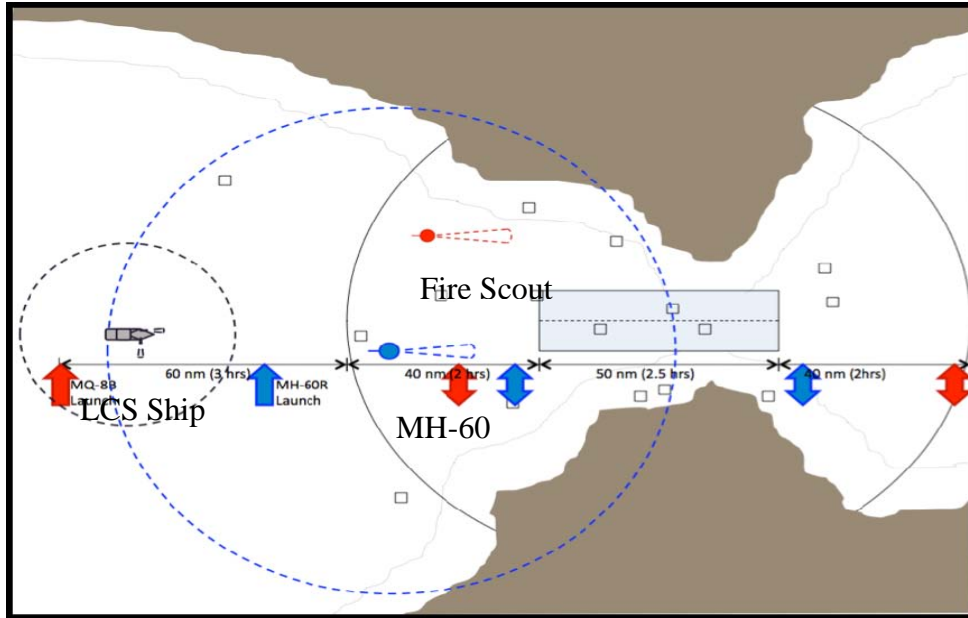 Fire Scout
60 nm (3 hrs)
40 nm (2 hrs)
50 nm (2.5 hrs)
40 nm (2hrs)
MQ-8B
Launch
MH-60R
Launch
LCS Ship
MH-60